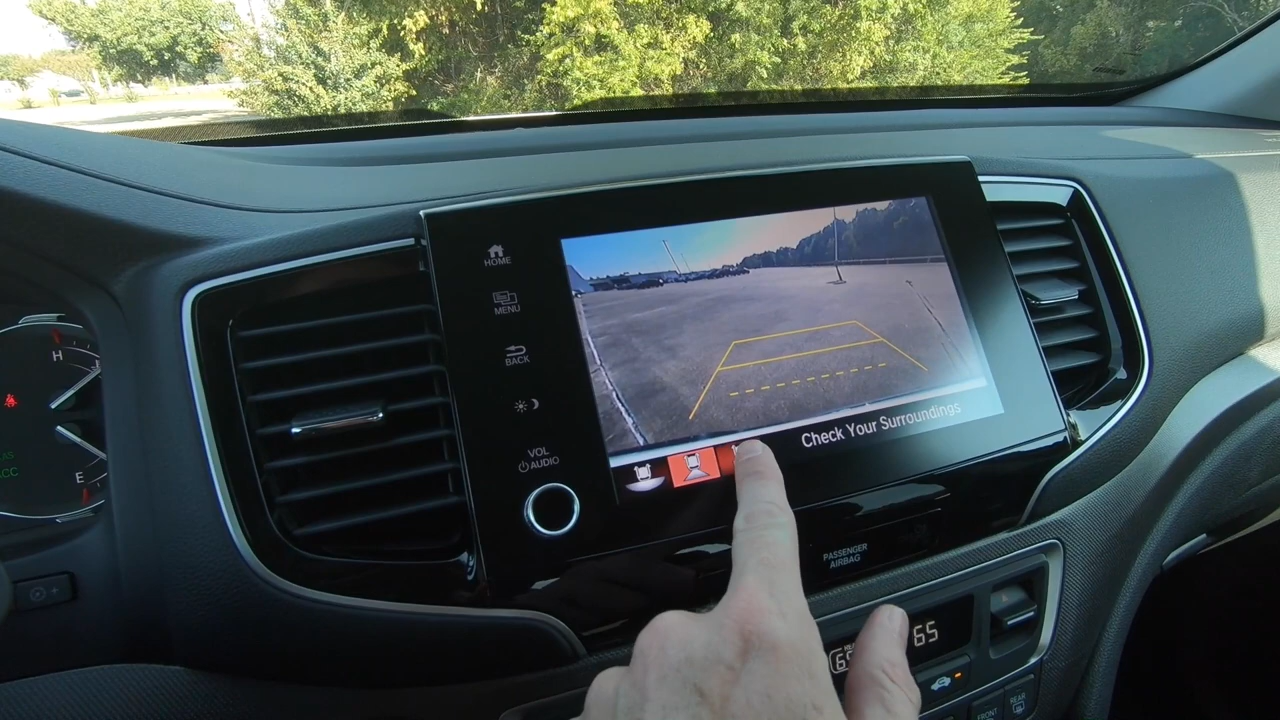 HOME
MENU
BACK
VOL
AUDIO
Check Your Surroundings
PASSENGER
AIRBAG
H
E
65
FRONT
REAR